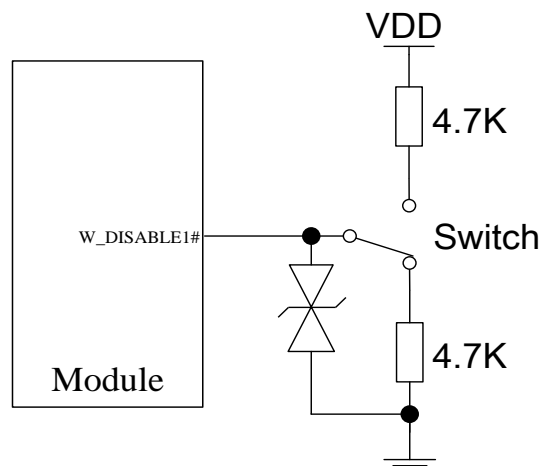 VDD
4.7K
W_DISABLE1#
Switch
4.7K
Module